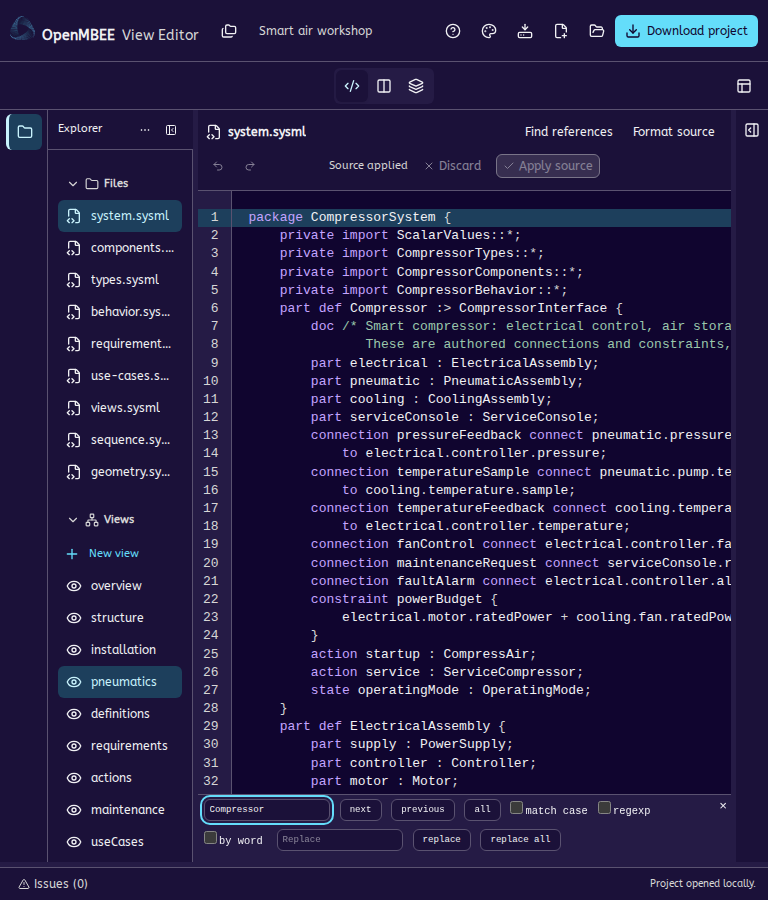 OpenMBEE View Editor
Smart air workshop
Download project
Explorer
Files
system.sysml
components....
types.sysml
behavior.sys...
requirement...
use-cases.s...
views.sysml
sequence.sy...
geometry.sy...
Views
New view
overview
structure
installation
pneumatics
definitions
requirements
actions
maintenance
useCases
system.sysml
Find references
Format source
Source applied
Discard
Apply source
1 package CompressorSystem {
2 private import ScalarValues::*;
3 private import CompressorTypes::*;
4 private import CompressorComponents::*;
5 private import CompressorBehavior::*;
6 part def Compressor :> CompressorInterface {
7 doc /* Smart compressor: electrical control, air stora
8 These are authored connections and constraints,
9 part electrical : ElectricalAssembly;
10 part pneumatic : PneumaticAssembly;
11 part cooling : CoolingAssembly;
12 part serviceConsole : ServiceConsole;
13 connection pressureFeedback connect pneumatic.pressure
14 to electrical.controller.pressure;
15 connection temperatureSample connect pneumatic.pump.te
16 to cooling.temperature.sample;
17 connection temperatureFeedback connect cooling.tempera
18 to electrical.controller.temperature;
19 connection fanControl connect electrical.controller.fa
20 connection maintenanceRequest connect serviceConsole.r
21 connection faultAlarm connect electrical.controller.al
22 constraint powerBudget {
23 electrical.motor.ratedPower + cooling.fan.ratedPow
24 }
25 action startup : CompressAir;
26 action service : ServiceCompressor;
27 state operatingMode : OperatingMode;
28 }
29 part def ElectricalAssembly {
30 part supply : PowerSupply;
31 part controller : Controller;
32 part motor : Motor;
Compressor next previous all match case regexp ×
by word Replace replace replace all
Issues (0)
Project opened locally.